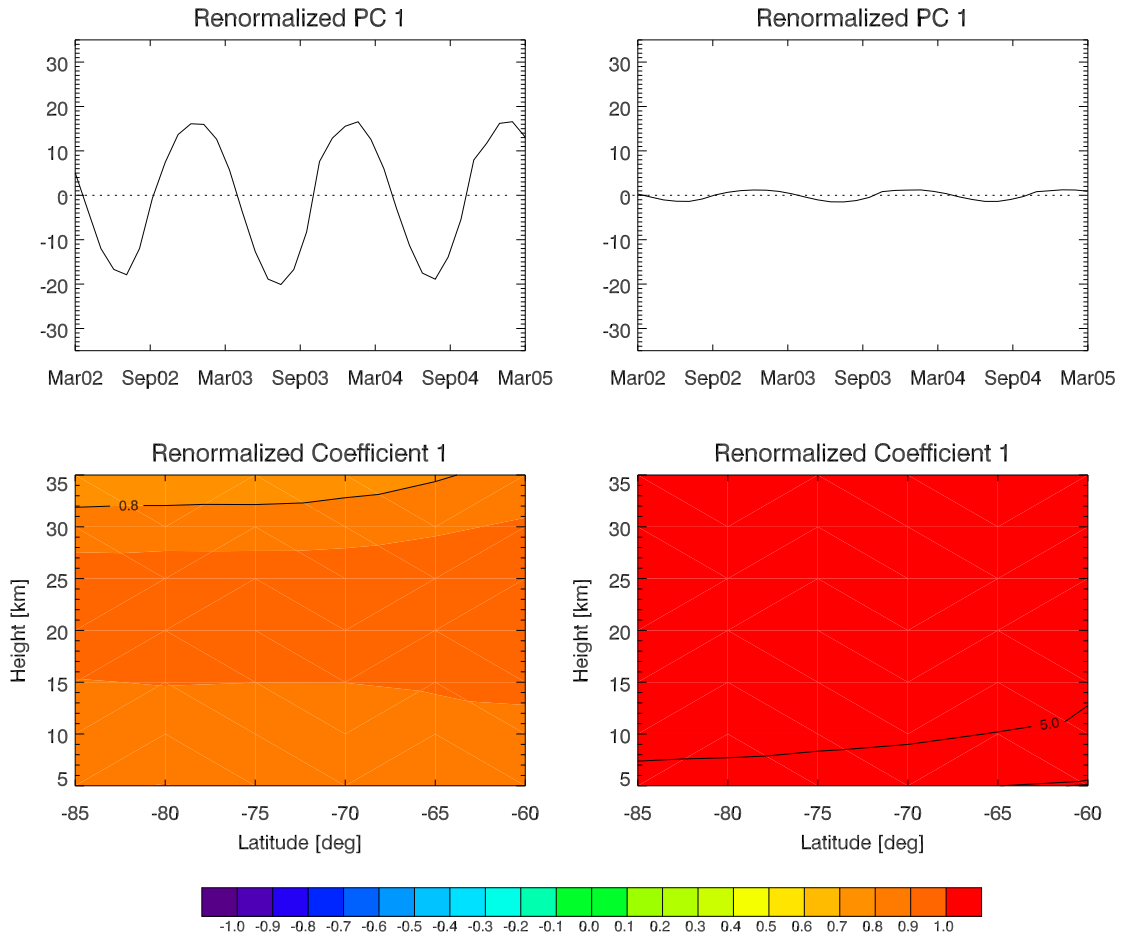 Renormalized PC 1
30
20
10
0
-10
-20
-30
Mar02 Sep02 Mar03 Sep03 Mar04 Sep04 Mar05
Renormalized PC 1
30
20
10
0
-10
-20
-30
Mar02 Sep02 Mar03 Sep03 Mar04 Sep04 Mar05
Renormalized Coefficient 1
Height [km]
35
30
25
20
15
10
5
0.8
-85 -80 -75 -70 -65 -60
Latitude [deg]
Renormalized Coefficient 1
Height [km]
35
30
25
20
15
10
5
5.0
-85 -80 -75 -70 -65 -60
Latitude [deg]
-1.0 -0.9 -0.8 -0.7 -0.6 -0.5 -0.4 -0.3 -0.2 -0.1 0.0 0.1 0.2 0.3 0.4 0.5 0.6 0.7 0.8 0.9 1.0